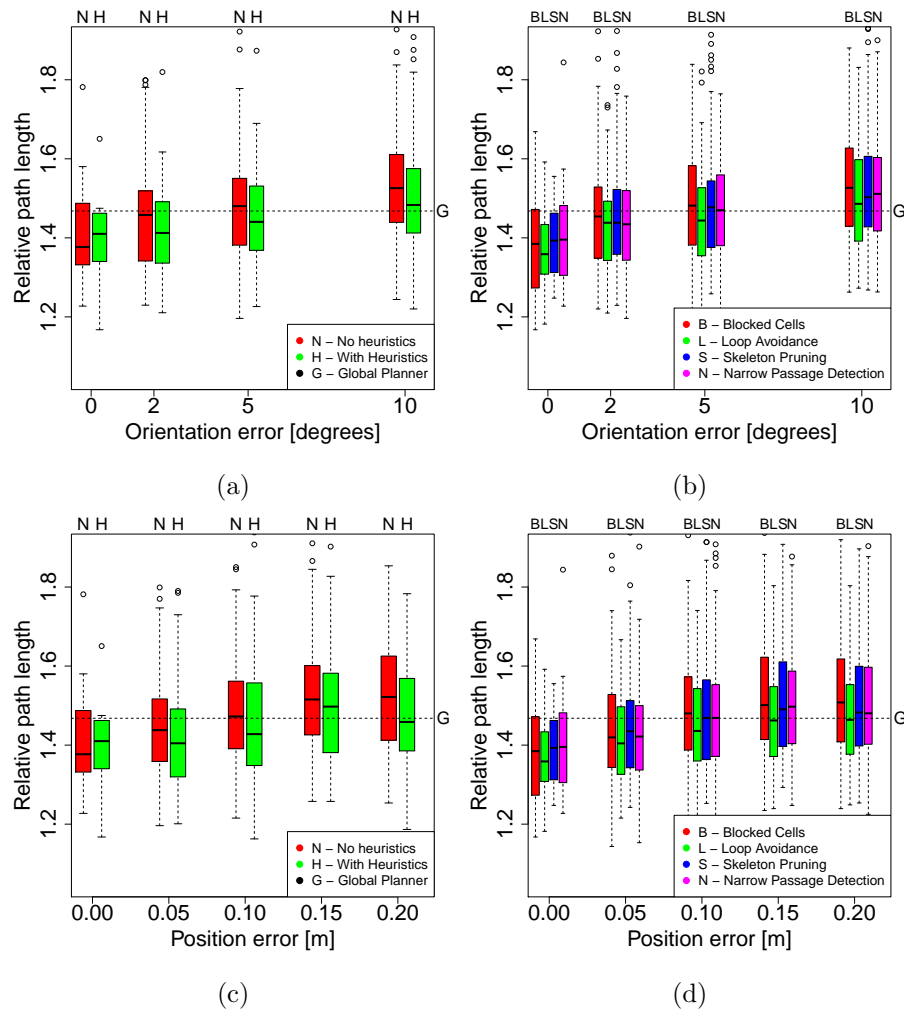 N H N H N H N H
1.2 1.4 1.6 1.8
Relative path length
G
N – No heuristics
H – With Heuristics
G – Global Planner
0 2 5 10
Orientation error [degrees]
(a)
BLSN BLSN BLSN BLSN
1.2 1.4 1.6 1.8
Relative path length
G
B – Blocked Cells
L – Loop Avoidance
S – Skeleton Pruning
N – Narrow Passage Detection
0 2 5 10
Orientation error [degrees]
(b)
N H N H N H N H N H
1.2 1.4 1.6 1.8
Relative path length
G
N – No heuristics
H – With Heuristics
G – Global Planner
0.00 0.05 0.10 0.15 0.20
Position error [m]
(c)
BLSN BLSN BLSN BLSN BLSN
1.2 1.4 1.6 1.8
Relative path length
G
B – Blocked Cells
L – Loop Avoidance
S – Skeleton Pruning
N – Narrow Passage Detection
0.00 0.05 0.10 0.15 0.20
Position error [m]
(d)